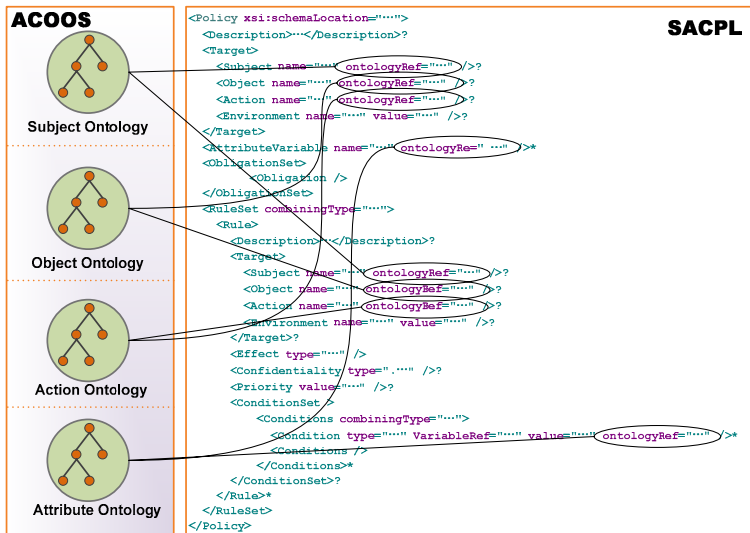 ACOOS
Subject Ontology
Object Ontology
Action Ontology
Attribute Ontology
SACPL
<Policy xsi:schemaLocation="···">
<Description>···</Description>?
<Target>
<Subject name="···" ontologyRef="···" />?
<Object name="···" ontologyRef="···" />?
<Action name="···" ontologyRef="···" />?
<Environment name="···" value="···" />?
</Target>
<AttributeVariable name="···" ontologyRe=" ···" />*
<ObligationSet>
<Obligation />
</ObligationSet>
<RuleSet combiningType="···">
<Rule>
<Description>···</Description>?
<Target>
<Subject name="···" ontologyRef="···" />?
<Object name="···" ontologyRef="···" />?
<Action name="···" ontologyRef="···" />?
<Environment name="···" value="···" />?
</Target>?
<Effect type="···" />
<Confidentiality type=".···" />?
<Priority value="···" />?
<ConditionSet >
<Conditions combiningType="···">
<Condition type="···" VariableRef="···" value="···" ontologyRef="···" />*
<Conditions />
</Conditions>*
</ConditionSet>?
</Rule>*
</RuleSet>
</Policy>